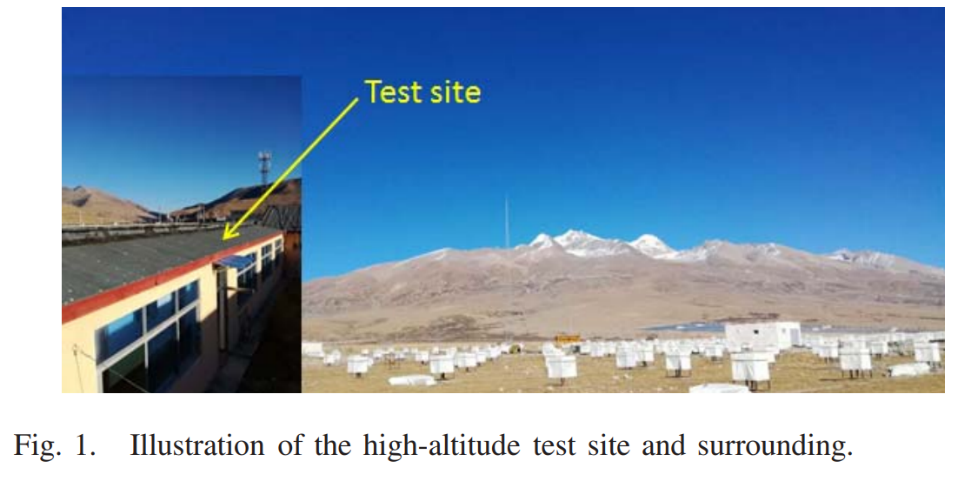 Test site
Fig. 1. Illustration of the high-altitude test site and surrounding.